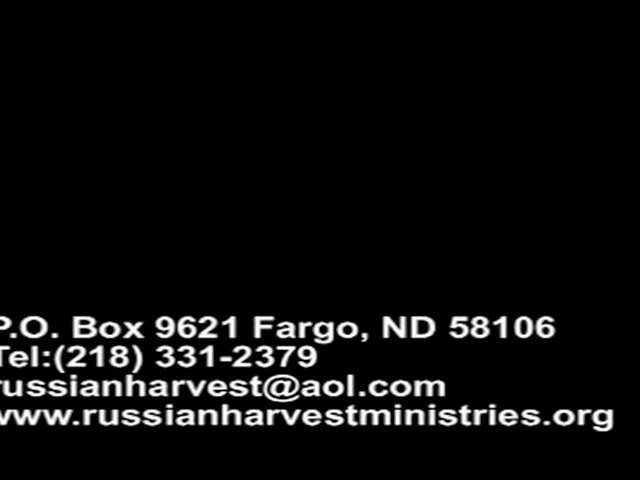 P.O. Box 9621 Fargo, ND 58106
Tel:(218) 331-2379
russianharvest@aol.com
www.russianharvestministries.org